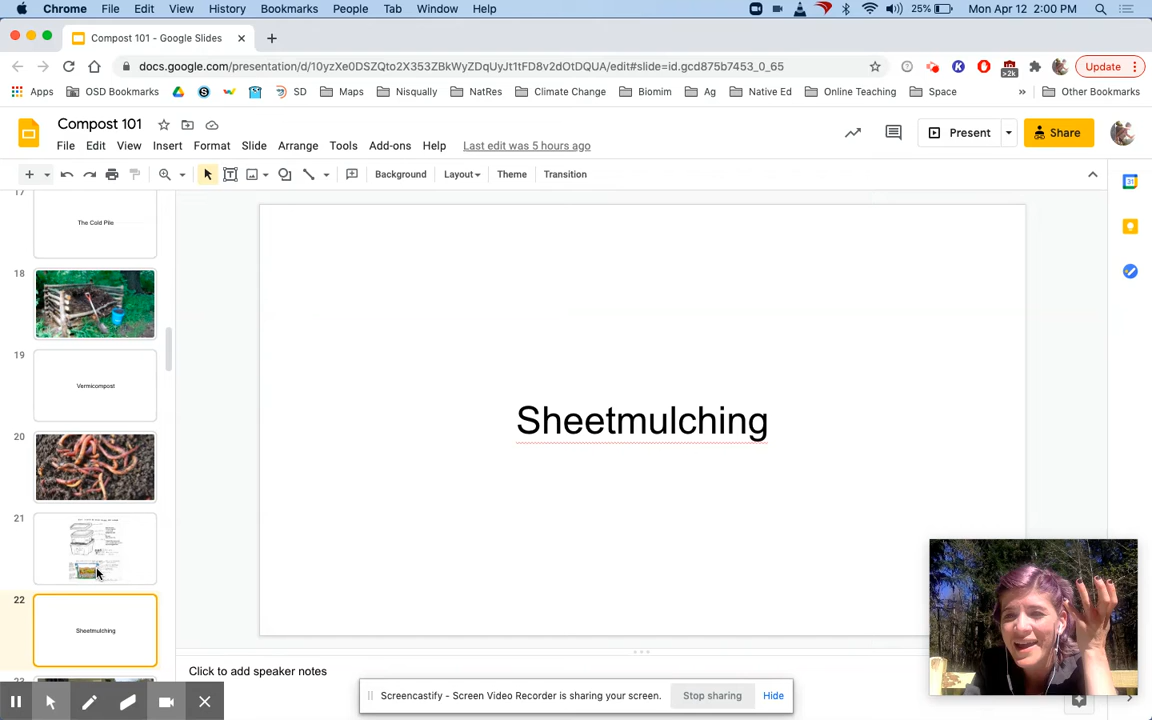 Chrome File Edit View History Bookmarks People Tab Window Help 25% Mon Apr 12 2:00 PM
Compost 101 - Google Slides
docs.google.com/presentation/d/10yzXe0DSZQto2X353ZBkWyZDqUyJt1tFD8v2dOtDQUA/edit#slide=id.gcd875b7453_0_65 >2k Update
Apps OSD Bookmarks SD Maps Nisqually NatRes Climate Change Biomim Ag Native Ed Online Teaching Space » Other Bookmarks
Compost 101
File Edit View Insert Format Slide Arrange Tools Add-ons Help Last edit was 5 hours ago
Present Share
Background Layout Theme Transition
17
The Cold Pile
18
19
Vermicompost
20
21
22
Sheetmulching
23
Sheetmulching
Click to add speaker notes
Screencastify - Screen Video Recorder is sharing your screen. Stop sharing Hide
31